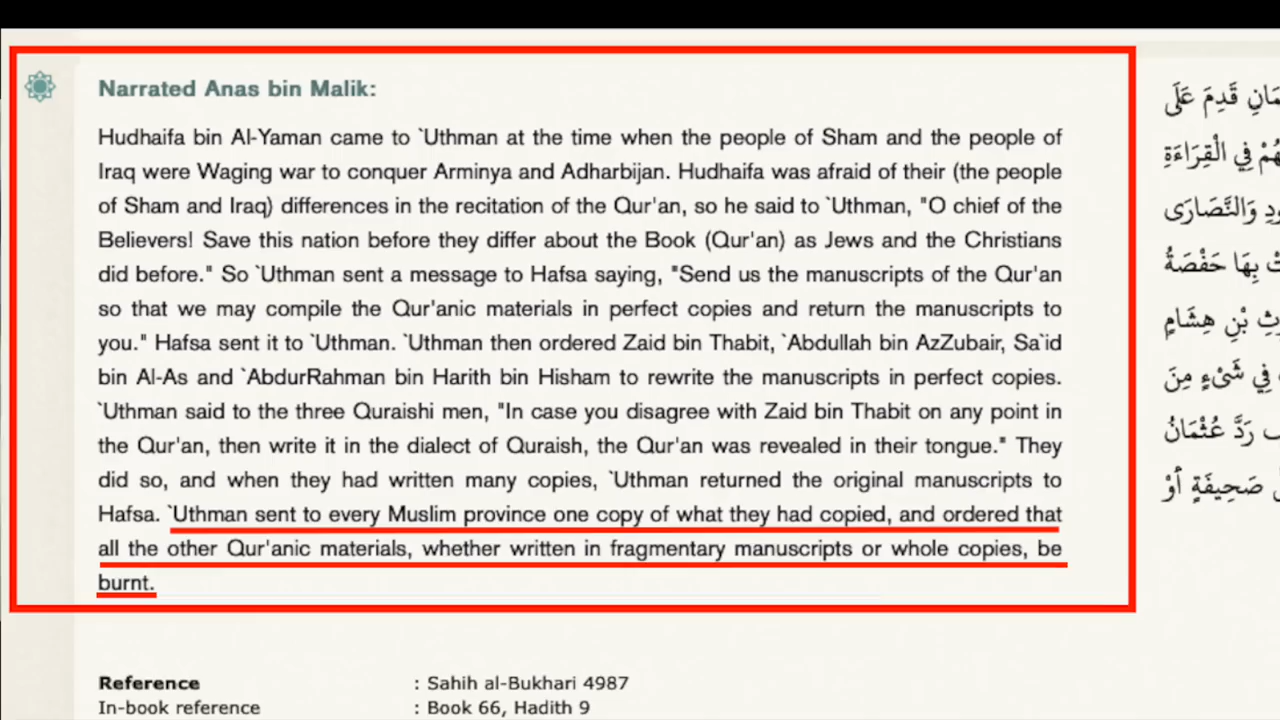 Narrated Anas bin Malik:
Hudhaifa bin Al-Yaman came to `Uthman at the time when the people of Sham and the people of
Iraq were Waging war to conquer Arminya and Adharbijan. Hudhaifa was afraid of their (the people
of Sham and Iraq) differences in the recitation of the Qur'an, so he said to `Uthman, "O chief of the
Believers! Save this nation before they differ about the Book (Qur'an) as Jews and the Christians
did before." So `Uthman sent a message to Hafsa saying, "Send us the manuscripts of the Qur'an
so that we may compile the Qur'anic materials in perfect copies and return the manuscripts to
you." Hafsa sent it to `Uthman. `Uthman then ordered Zaid bin Thabit, `Abdullah bin AzZubair, Sa`id
bin Al-As and `AbdurRahman bin Harith bin Hisham to rewrite the manuscripts in perfect copies.
`Uthman said to the three Quraishi men, "In case you disagree with Zaid bin Thabit on any point in
the Qur'an, then write it in the dialect of Quraish, the Qur'an was revealed in their tongue." They
did so, and when they had written many copies, `Uthman returned the original manuscripts to
Hafsa. `Uthman sent to every Muslim province one copy of what they had copied, and ordered that
all the other Qur'anic materials, whether written in fragmentary manuscripts or whole copies, be
burnt.
قَدِمَ عَلَى
فِي الْقِرَاءَةِ
وَالنَّصَارَى
بِهَا حَفْصَةُ
بْنِ هِشَامٍ
فِي شَىْءٍ مِنَ
رَدَّ عُثْمَانُ
صَحِيفَةٍ أَوْ
Reference : Sahih al-Bukhari 4987
In-book reference : Book 66, Hadith 9